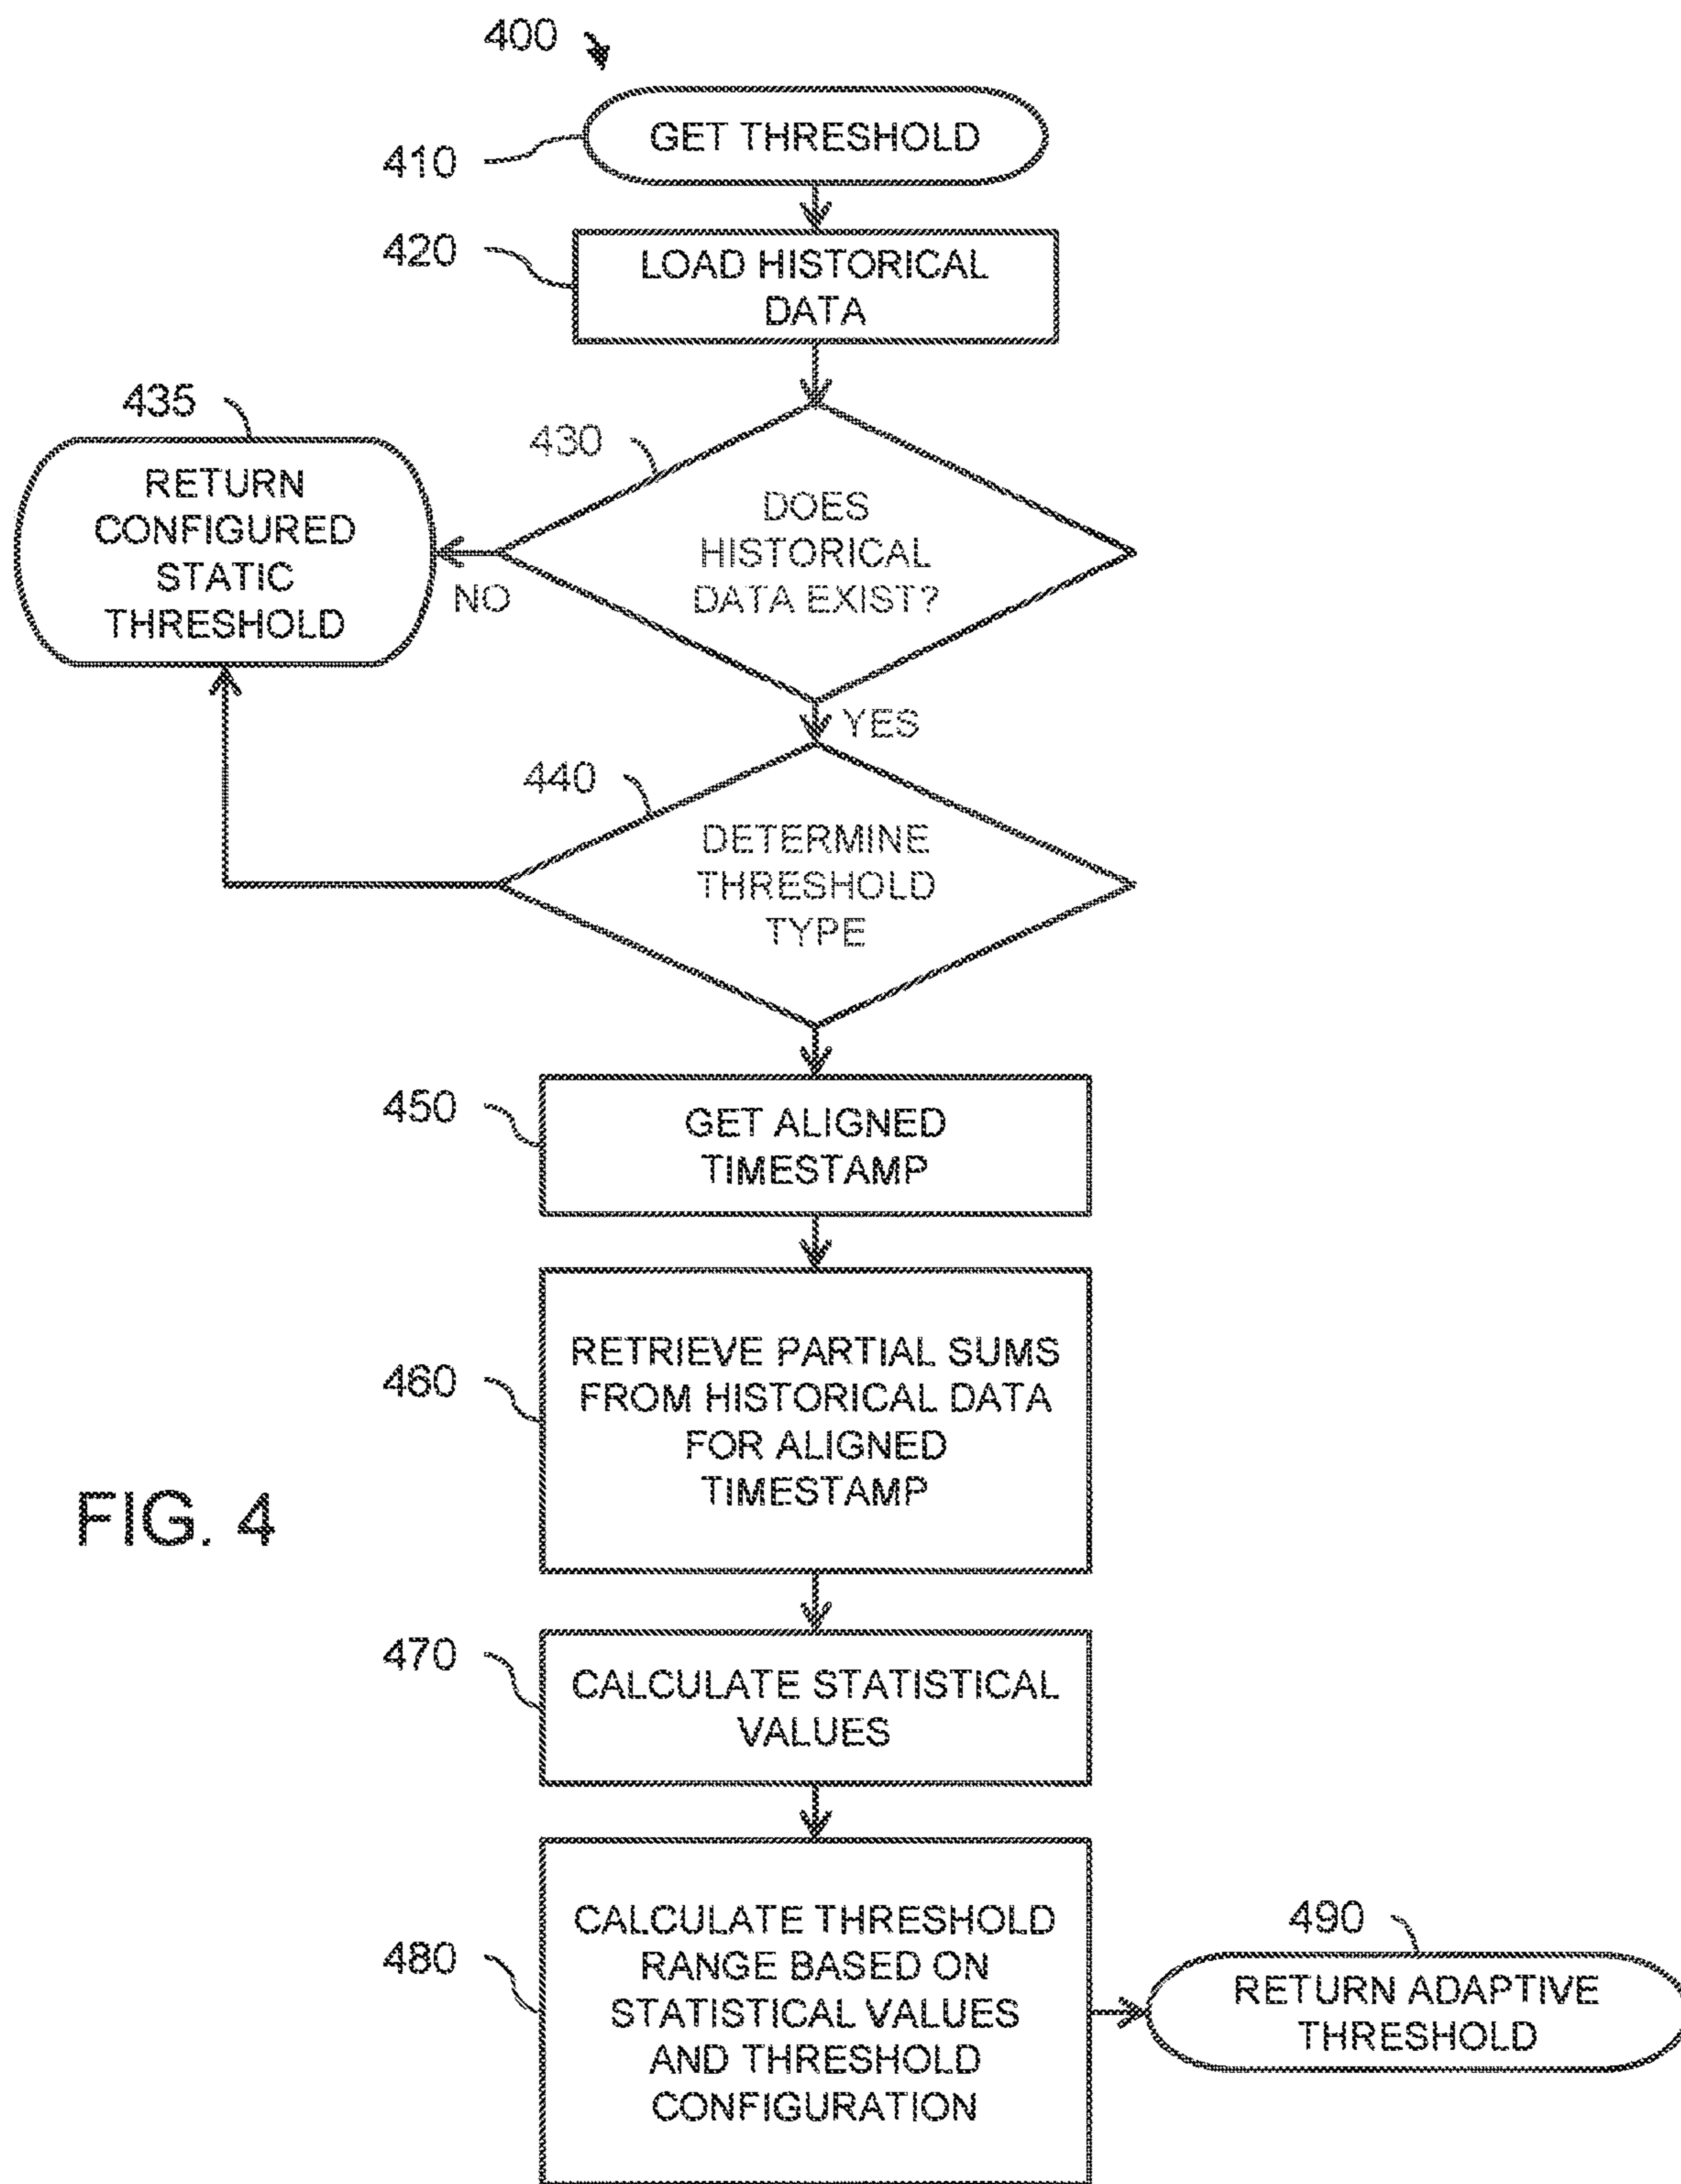 400
GET THRESHOLD
410
420
LOAD HISTORICAL
DATA
435
RETURN
CONFIGURED
STATIC
THRESHOLD
430
DOES
HISTORICAL
DATA EXIST?
NO
YES
440
DETERMINE
THRESHOLD
TYPE
450
GET ALIGNED
TIMESTAMP
460
RETRIEVE PARTIAL SUMS
FROM HISTORICAL DATA
FOR ALIGNED
TIMESTAMP
FIG. 4
470
CALCULATE STATISTICAL
VALUES
480
CALCULATE THRESHOLD
RANGE BASED ON
STATISTICAL VALUES
AND THRESHOLD
CONFIGURATION
490
RETURN ADAPTIVE
THRESHOLD